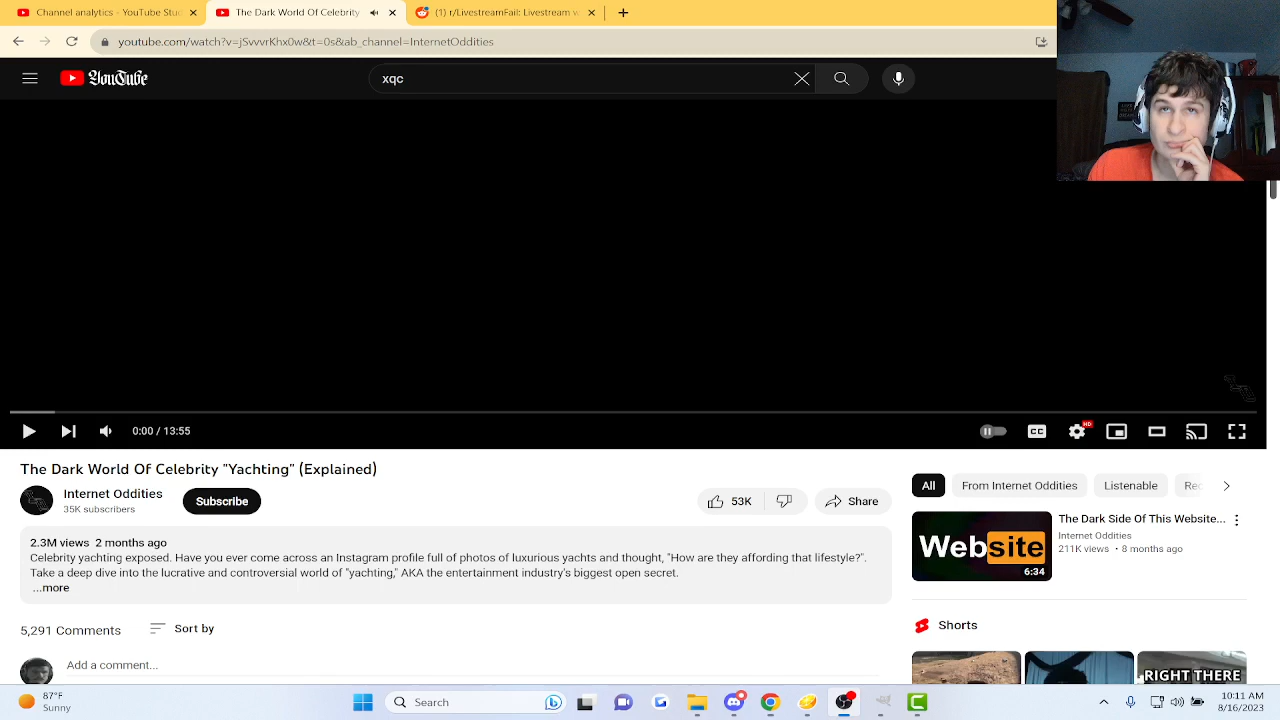 Channel analytics - YouTube Stud
The Dark World Of Celebrity
(1) r/LivestreamFail: Livestream v
youtube.com/watch?v=jSvvvrKhx0w&t=0s&ab_channel=InternetOddities
YouTube
xqc
0:00 / 13:55
CC
HD
The Dark World Of Celebrity "Yachting" (Explained)
Internet Oddities
35K subscribers
Subscribe
53K
Share
All
From Internet Oddities
Listenable
Rec
2.3M views 2 months ago
Celebrity yachting exposed. Have you ever come across an insta profile full of photos of luxurious yachts and thought, "How are they affording that lifestyle?".
Take a deep dive into the lucrative and controversial world of "yachting," AKA the entertainment industry's biggest open secret.
...more
Website
6:34
The Dark Side Of This Website...
Internet Oddities
211K views • 8 months ago
5,291 Comments
Sort by
Shorts
Add a comment...
RIGHT THERE
87°F
Sunny
Search
10:11 AM
8/16/2023